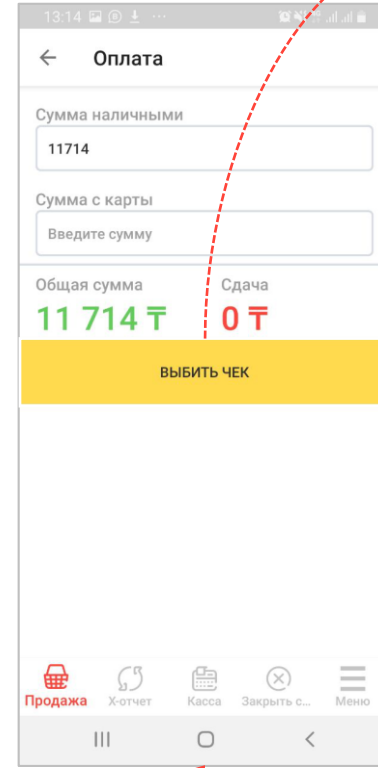 13:14
Оплата
Сумма наличными
11714
Сумма с карты
Введите сумму
Общая сумма Сдача
11 714 ₸ 0 ₸
ВЫБИТЬ ЧЕК
Продажа X-отчет Касса Закрыть с... Меню